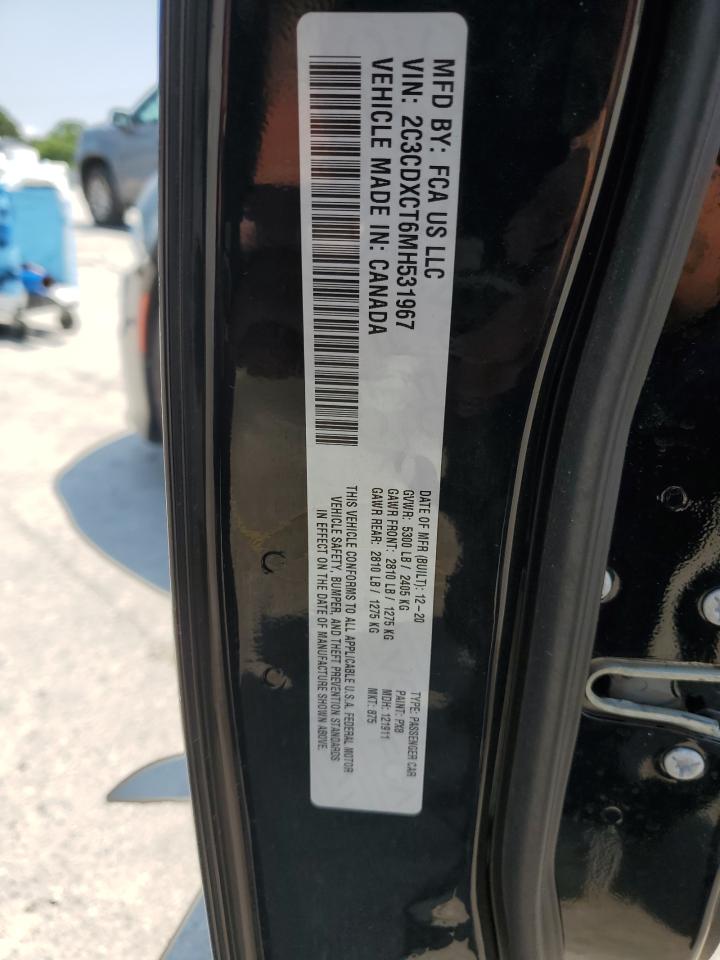 MFD BY: FCA US LLC
VIN: 2C3CDXCT6MH531967
VEHICLE MADE IN: CANADA
DATE OF MFR (BUILT): 12-20
GVWR: 5300 LB / 2405 KG
GAWR FRONT: 2810 LB / 1275 KG
GAWR REAR: 2810 LB / 1275 KG
TYPE: PASSENGER CAR
PAINT: PX8
MDH: 121911
MKT: 875
THIS VEHICLE CONFORMS TO ALL APPLICABLE U.S.A. FEDERAL MOTOR
VEHICLE SAFETY, BUMPER, AND THEFT PREVENTION STANDARDS
IN EFFECT ON THE DATE OF MANUFACTURE SHOWN ABOVE.